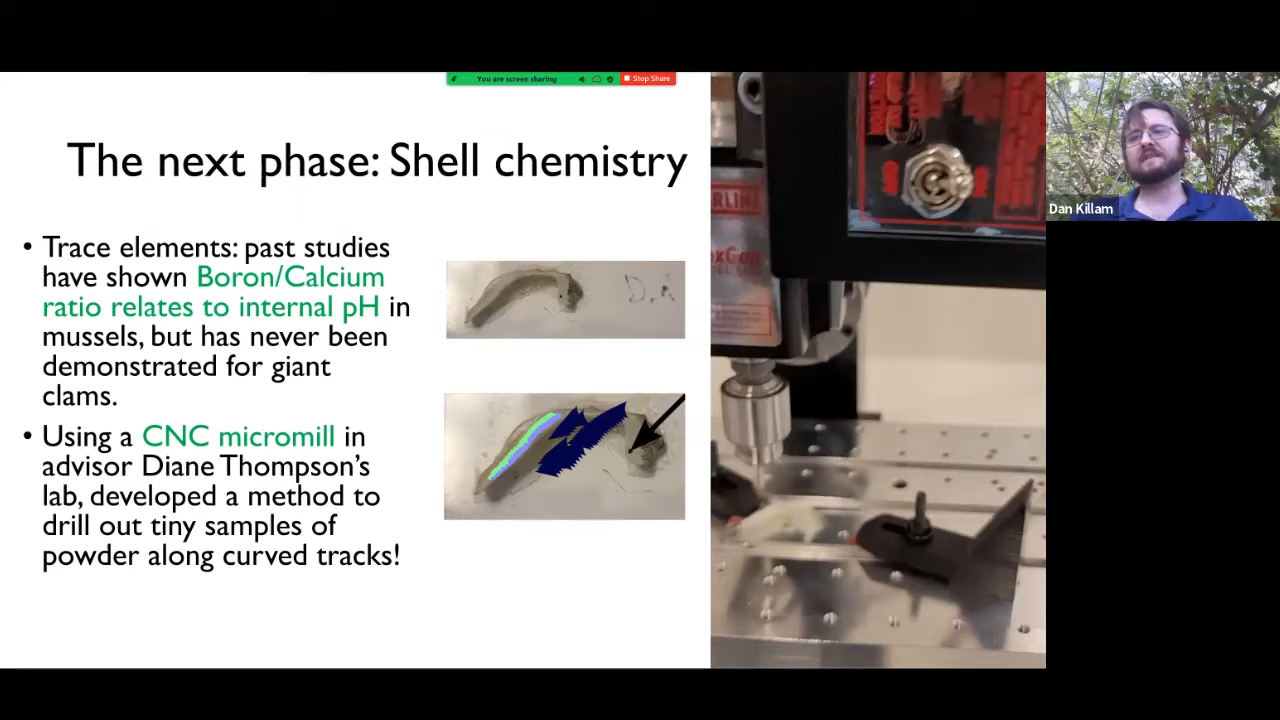 You are screen sharing
Stop Share
The next phase: Shell chemistry
• Trace elements: past studies
have shown Boron/Calcium
ratio relates to internal pH in
mussels, but has never been
demonstrated for giant
clams.
• Using a CNC micromill in
advisor Diane Thompson's
lab, developed a method to
drill out tiny samples of
powder along curved tracks!
Dan Killam